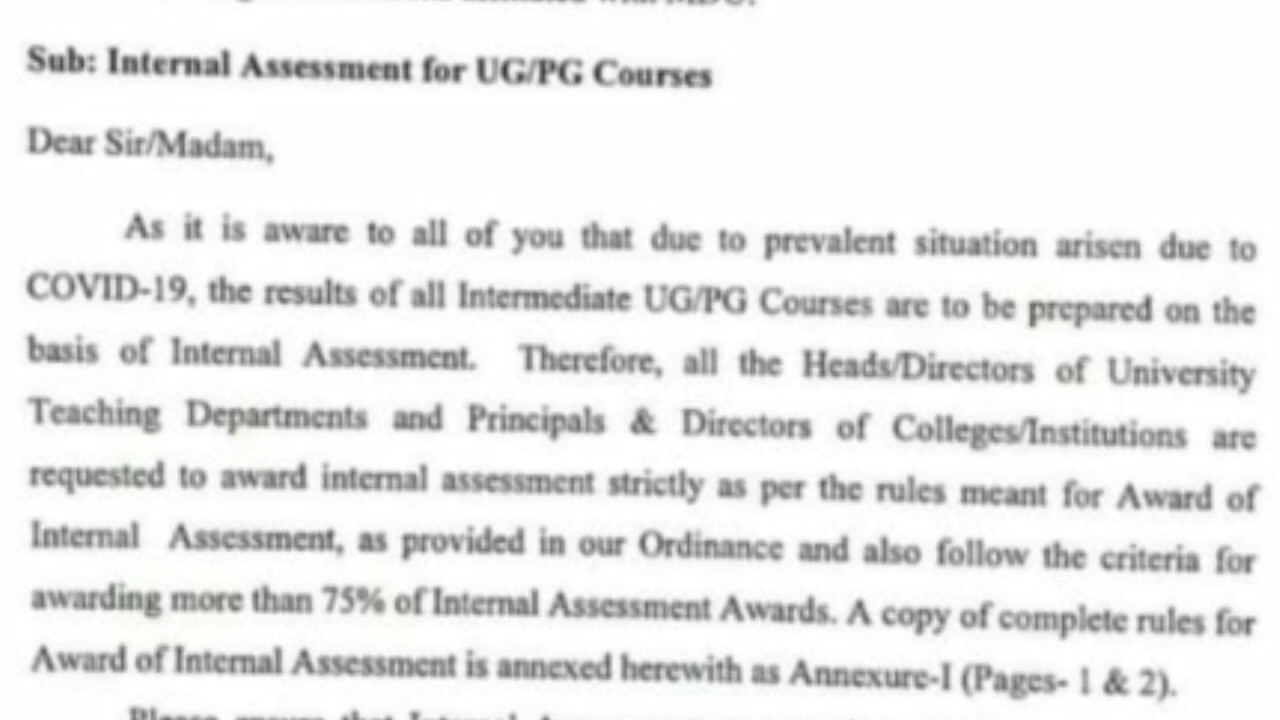 with MDU.
Sub: Internal Assessment for UG/PG Courses
Dear Sir/Madam,
As it is aware to all of you that due to prevalent situation arisen due to
COVID-19, the results of all Intermediate UG/PG Courses are to be prepared on the
basis of Internal Assessment. Therefore, all the Heads/Directors of University
Teaching Departments and Principals & Directors of Colleges/Institutions are
requested to award internal assessment strictly as per the rules meant for Award of
Internal Assessment, as provided in our Ordinance and also follow the criteria for
awarding more than 75% of Internal Assessment Awards. A copy of complete rules for
Award of Internal Assessment is annexed herewith as Annexure-I (Pages- 1 & 2).
Please ensure that Internal